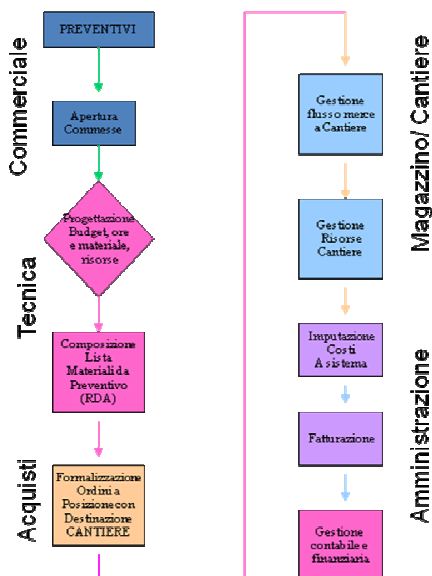 Commerciale
PREVENTIVI
Apertura
Commesse
Tecnica
Progettazione
Budget, ore
e materiale,
risorse
Composizione
Lista
Materiali da
Preventivo
(RDA)
Acquisti
Formalizzazione
Ordini a
Posizione con
Destinazione
CANTIERE
Magazzino/ Cantiere
Gestione
flusso merce
a Cantiere
Gestione
Risorse
Cantiere
Amministrazione
Imputazione
Costi
A sistema
Fatturazione
Gestione
contabile e
finanziaria